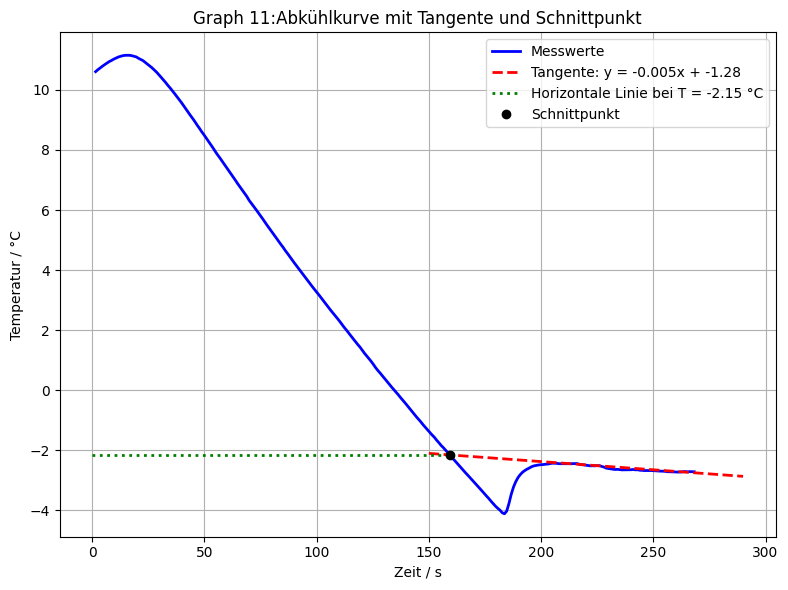 Graph 11:Abkühlkurve mit Tangente und Schnittpunkt
Messwerte
Tangente: y = -0.005x + -1.28
Horizontale Linie bei T = -2.15 °C
Schnittpunkt
Temperatur / °C
10
8
6
4
2
0
−2
−4
0
50
100
150
200
250
300
Zeit / s